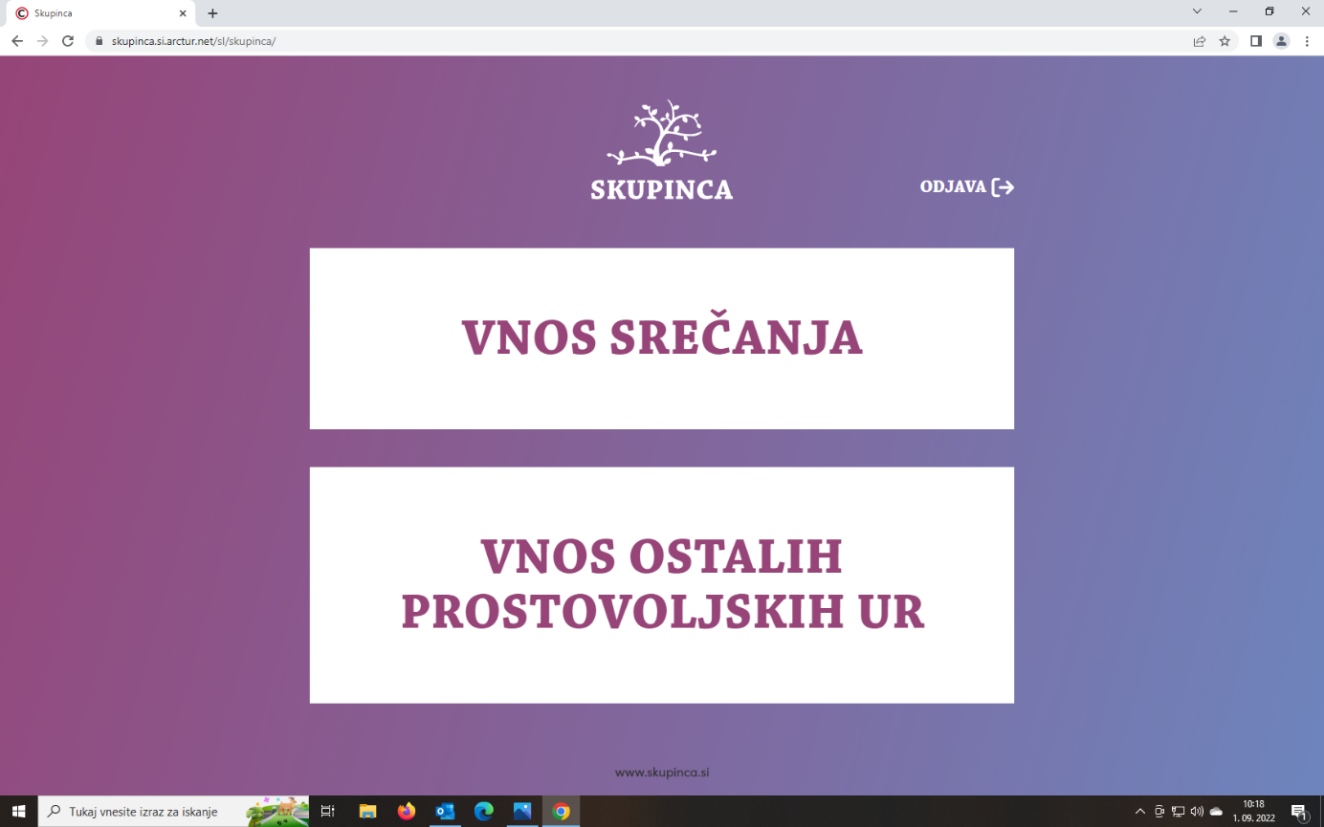 Skupinca
skupinca.si.arctur.net/sl/skupinca/
SKUPINCA
ODJAVA
VNOS SREČANJA
VNOS OSTALIH
PROSTOVOLJSKIH UR
www.skupinca.si
Tukaj vnesite izraz za iskanje
10:18
1. 09. 2022
1